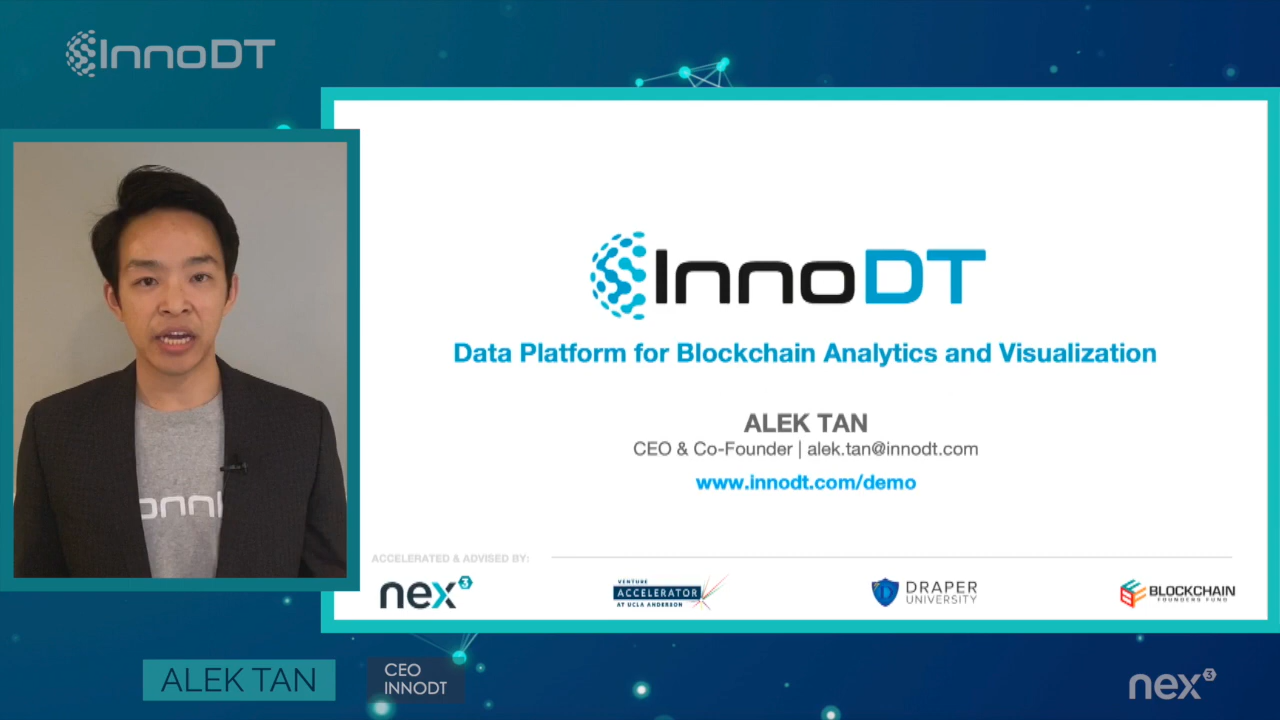 InnoDT
InnoDT
Data Platform for Blockchain Analytics and Visualization
ALEK TAN
CEO & Co-Founder | alek.tan@innodt.com
www.innodt.com/demo
ACCELERATED & ADVISED BY:
nex3
VENTURE
ACCELERATOR
AT UCLA ANDERSON
DRAPER
UNIVERSITY
BLOCKCHAIN
FOUNDERS FUND
ALEK TAN
CEO
INNODT
nex3